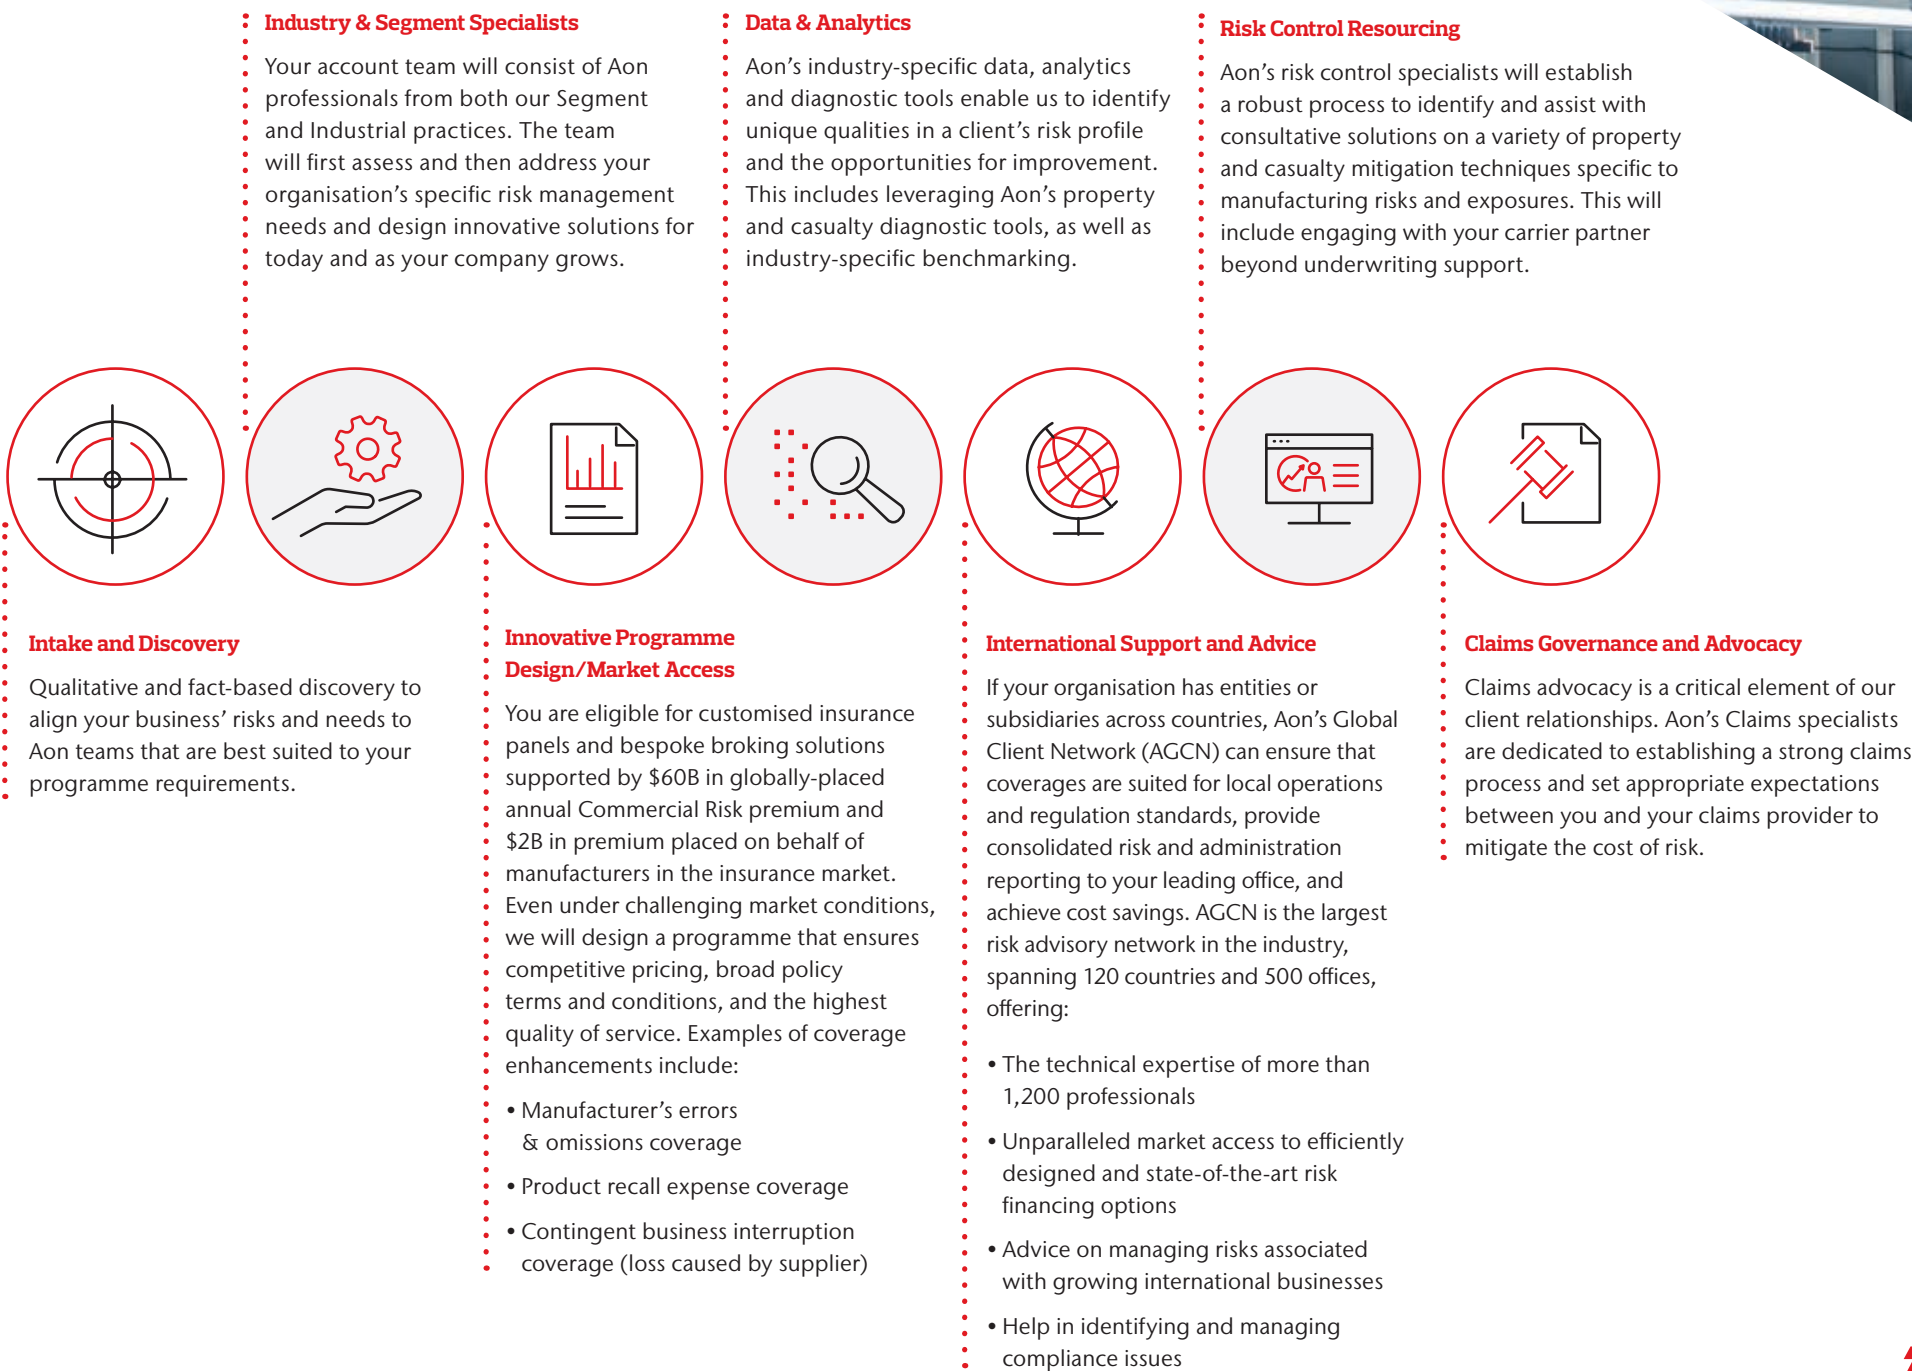 Industry & Segment Specialists
Your account team will consist of Aon
professionals from both our Segment
and Industrial practices. The team
will first assess and then address your
organisation’s specific risk management
needs and design innovative solutions for
today and as your company grows.
Data & Analytics
Aon’s industry-specific data, analytics
and diagnostic tools enable us to identify
unique qualities in a client’s risk profile
and the opportunities for improvement.
This includes leveraging Aon’s property
and casualty diagnostic tools, as well as
industry-specific benchmarking.
Risk Control Resourcing
Aon’s risk control specialists will establish
a robust process to identify and assist with
consultative solutions on a variety of property
and casualty mitigation techniques specific to
manufacturing risks and exposures. This will
include engaging with your carrier partner
beyond underwriting support.
Intake and Discovery
Qualitative and fact-based discovery to
align your business’ risks and needs to
Aon teams that are best suited to your
programme requirements.
Innovative Programme
Design/Market Access
You are eligible for customised insurance
panels and bespoke broking solutions
supported by $60B in globally-placed
annual Commercial Risk premium and
$2B in premium placed on behalf of
manufacturers in the insurance market.
Even under challenging market conditions,
we will design a programme that ensures
competitive pricing, broad policy
terms and conditions, and the highest
quality of service. Examples of coverage
enhancements include:
• Manufacturer’s errors
& omissions coverage
• Product recall expense coverage
• Contingent business interruption
coverage (loss caused by supplier)
International Support and Advice
If your organisation has entities or
subsidiaries across countries, Aon’s Global
Client Network (AGCN) can ensure that
coverages are suited for local operations
and regulation standards, provide
consolidated risk and administration
reporting to your leading office, and
achieve cost savings. AGCN is the largest
risk advisory network in the industry,
spanning 120 countries and 500 offices,
offering:
• The technical expertise of more than
1,200 professionals
• Unparalleled market access to efficiently
designed and state-of-the-art risk
financing options
• Advice on managing risks associated
with growing international businesses
• Help in identifying and managing
compliance issues
Claims Governance and Advocacy
Claims advocacy is a critical element of our
client relationships. Aon’s Claims specialists
are dedicated to establishing a strong claims
process and set appropriate expectations
between you and your claims provider to
mitigate the cost of risk.